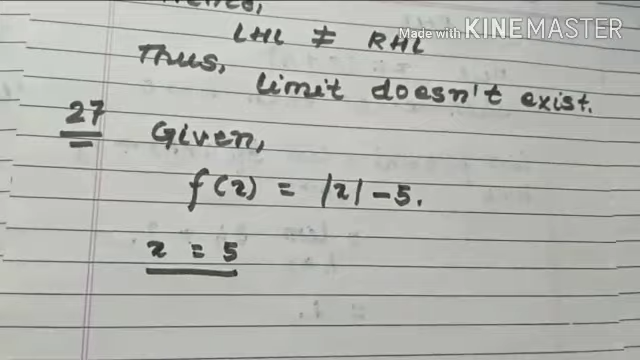 Made with KINEMASTER
LHL ≠ RHL
Thus,
Limit doesn't exist.
27
Given,
f(x) = |x| - 5.
x = 5